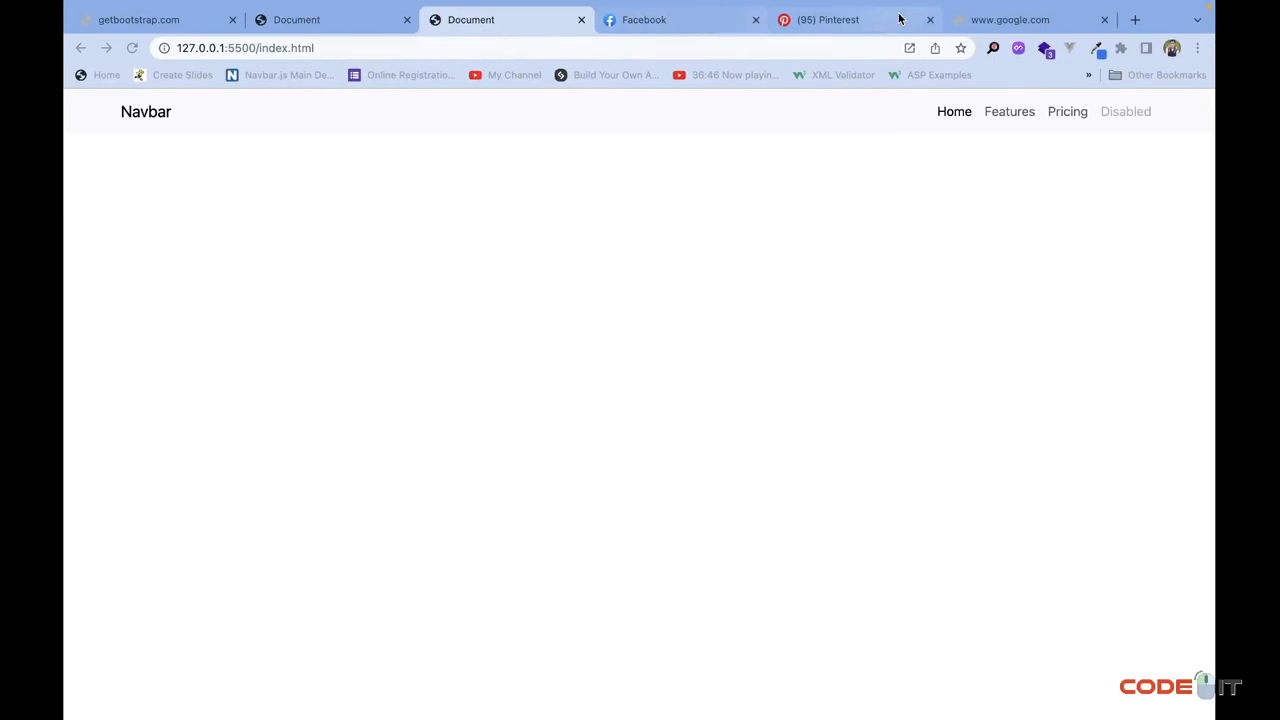 getbootstrap.com Document Document Facebook (95) Pinterest www.google.com
127.0.0.1:5500/index.html
Home Create Slides Navbar.js Main De... Online Registratio... My Channel Build Your Own A... 36:46 Now playin... XML Validator ASP Examples » Other Bookmarks
Navbar Home Features Pricing Disabled
CODE IT